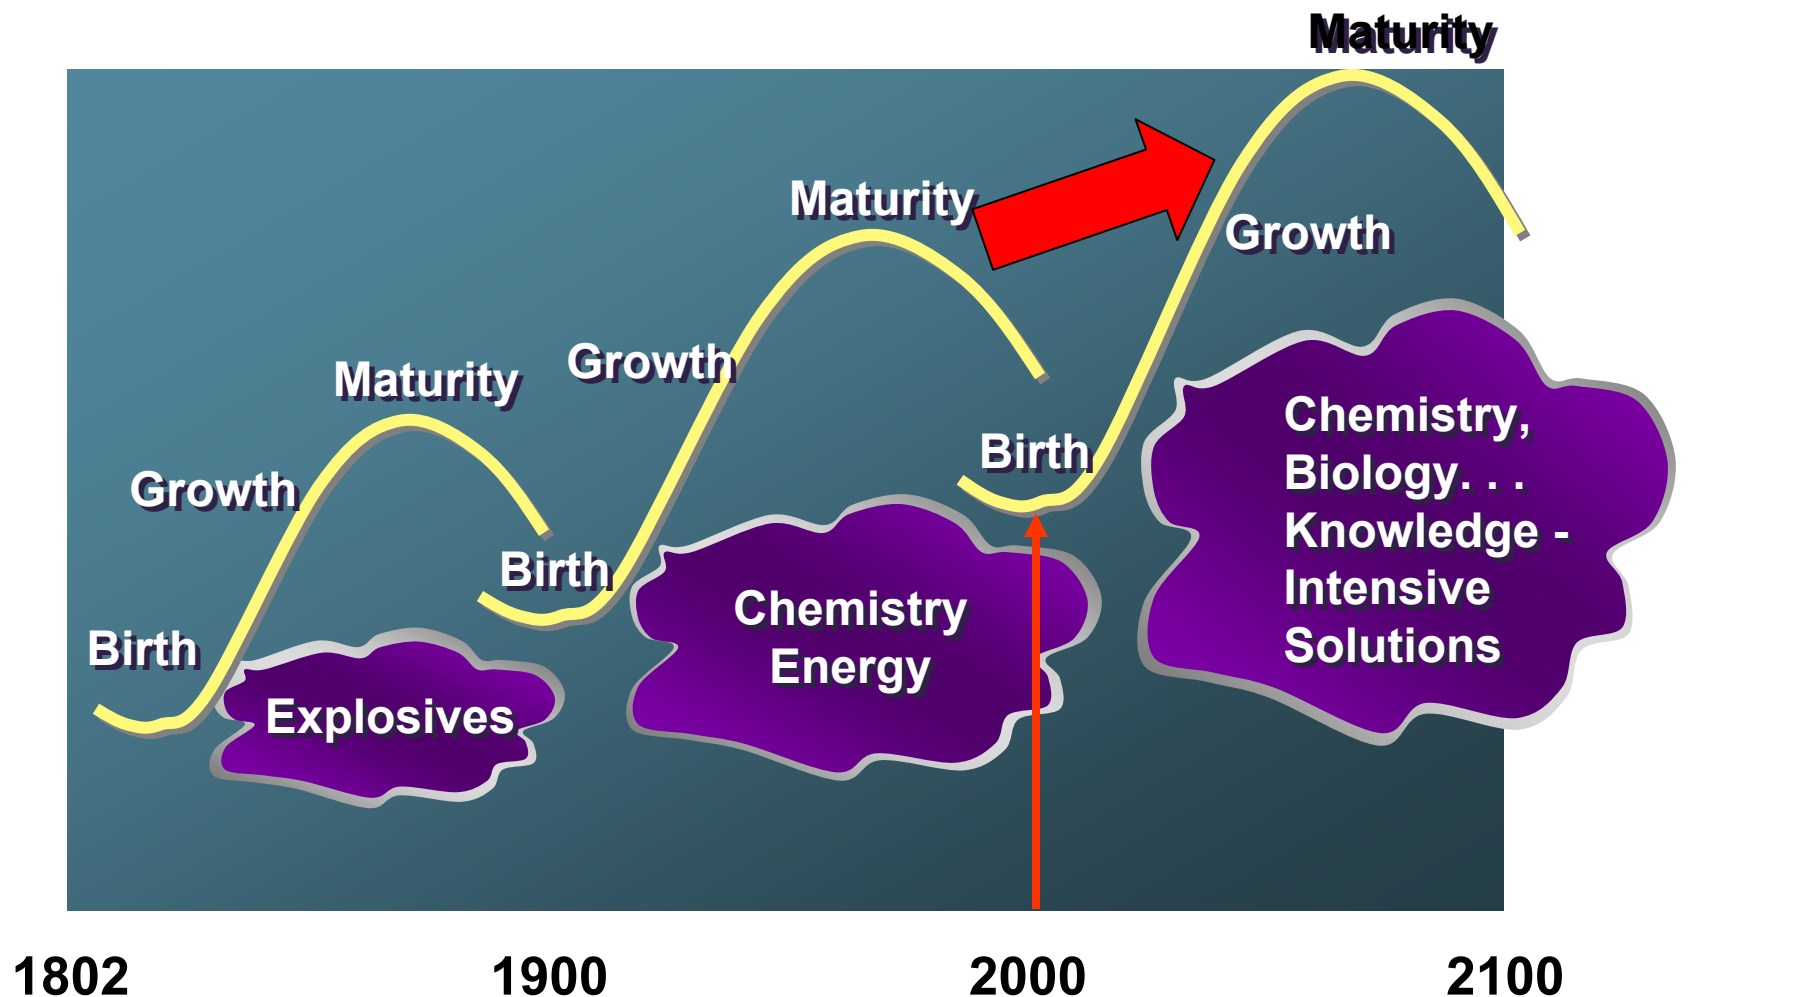 Maturity
Maturity
Growth
Growth
Maturity
Birth
Growth
Birth
Birth
Explosives
Chemistry
Energy
Chemistry,
Biology. . .
Knowledge -
Intensive
Solutions
1802
1900
2000
2100